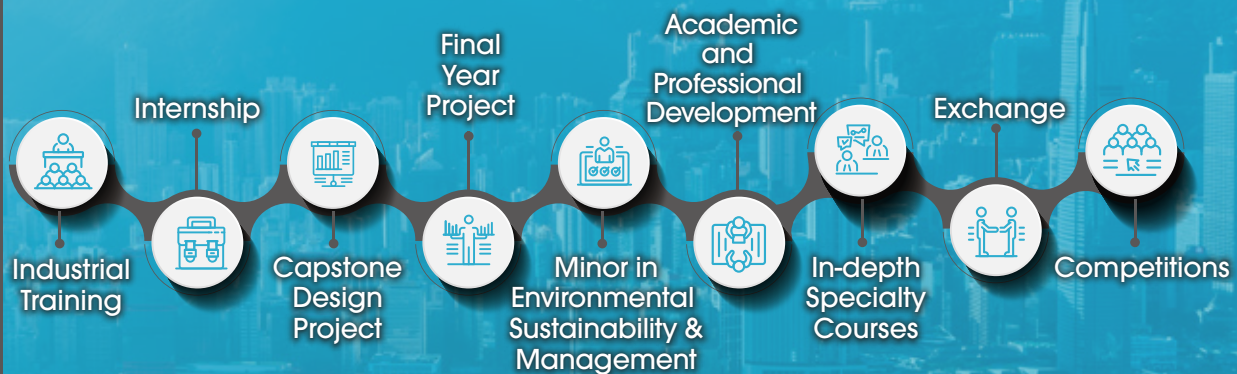 Industrial
Training
Internship
Capstone
Design
Project
Final
Year
Project
Minor in
Environmental
Sustainability &
Management
Academic
and
Professional
Development
In-depth
Specialty
Courses
Exchange
Competitions